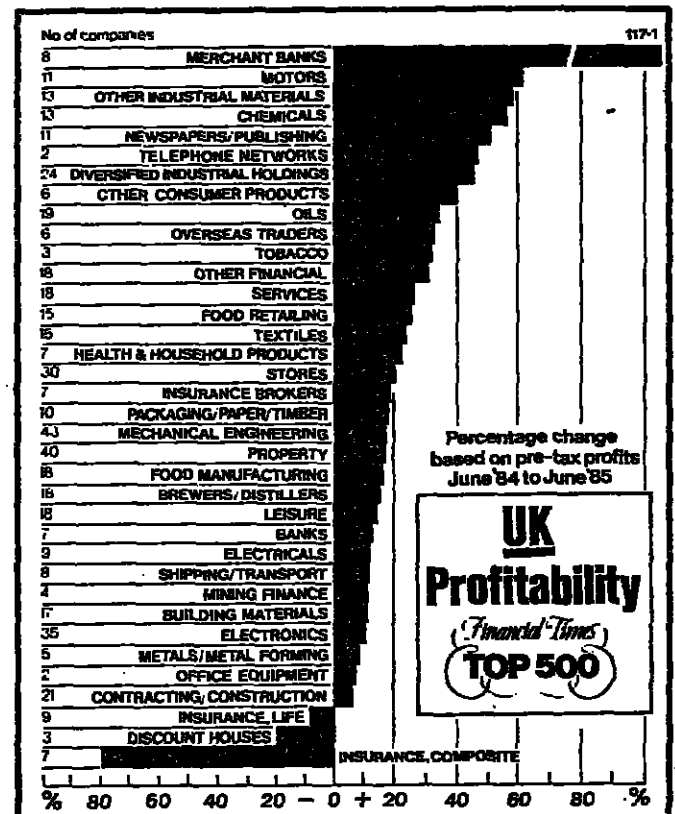 No of companies 117·1
8 MERCHANT BANKS
11 MOTORS
13 OTHER INDUSTRIAL MATERIALS
13 CHEMICALS
11 NEWSPAPERS/PUBLISHING
2 TELEPHONE NETWORKS
24 DIVERSIFIED INDUSTRIAL HOLDINGS
6 OTHER CONSUMER PRODUCTS
19 OILS
6 OVERSEAS TRADERS
3 TOBACCO
18 OTHER FINANCIAL
18 SERVICES
15 FOOD RETAILING
TEXTILES
7 HEALTH & HOUSEHOLD PRODUCTS
30 STORES
7 INSURANCE BROKERS
10 PACKAGING/PAPER/TIMBER
MECHANICAL ENGINEERING
40 PROPERTY
18 FOOD MANUFACTURING
18 BREWERS/DISTILLERS
18 LEISURE
7 BANKS
9 ELECTRICALS
8 SHIPPING/TRANSPORT
4 MINING FINANCE
BUILDING MATERIALS
35 ELECTRONICS
5 METALS/METAL FORMING
2 OFFICE EQUIPMENT
21 CONTRACTING/CONSTRUCTION
9 INSURANCE, LIFE
3 DISCOUNT HOUSES
7 INSURANCE, COMPOSITE
Percentage change
based on pre-tax profits
June '84 to June '85
UK
Profitability
Financial Times
TOP 500
% 80 60 40 20 − 0 + 20 40 60 80 %